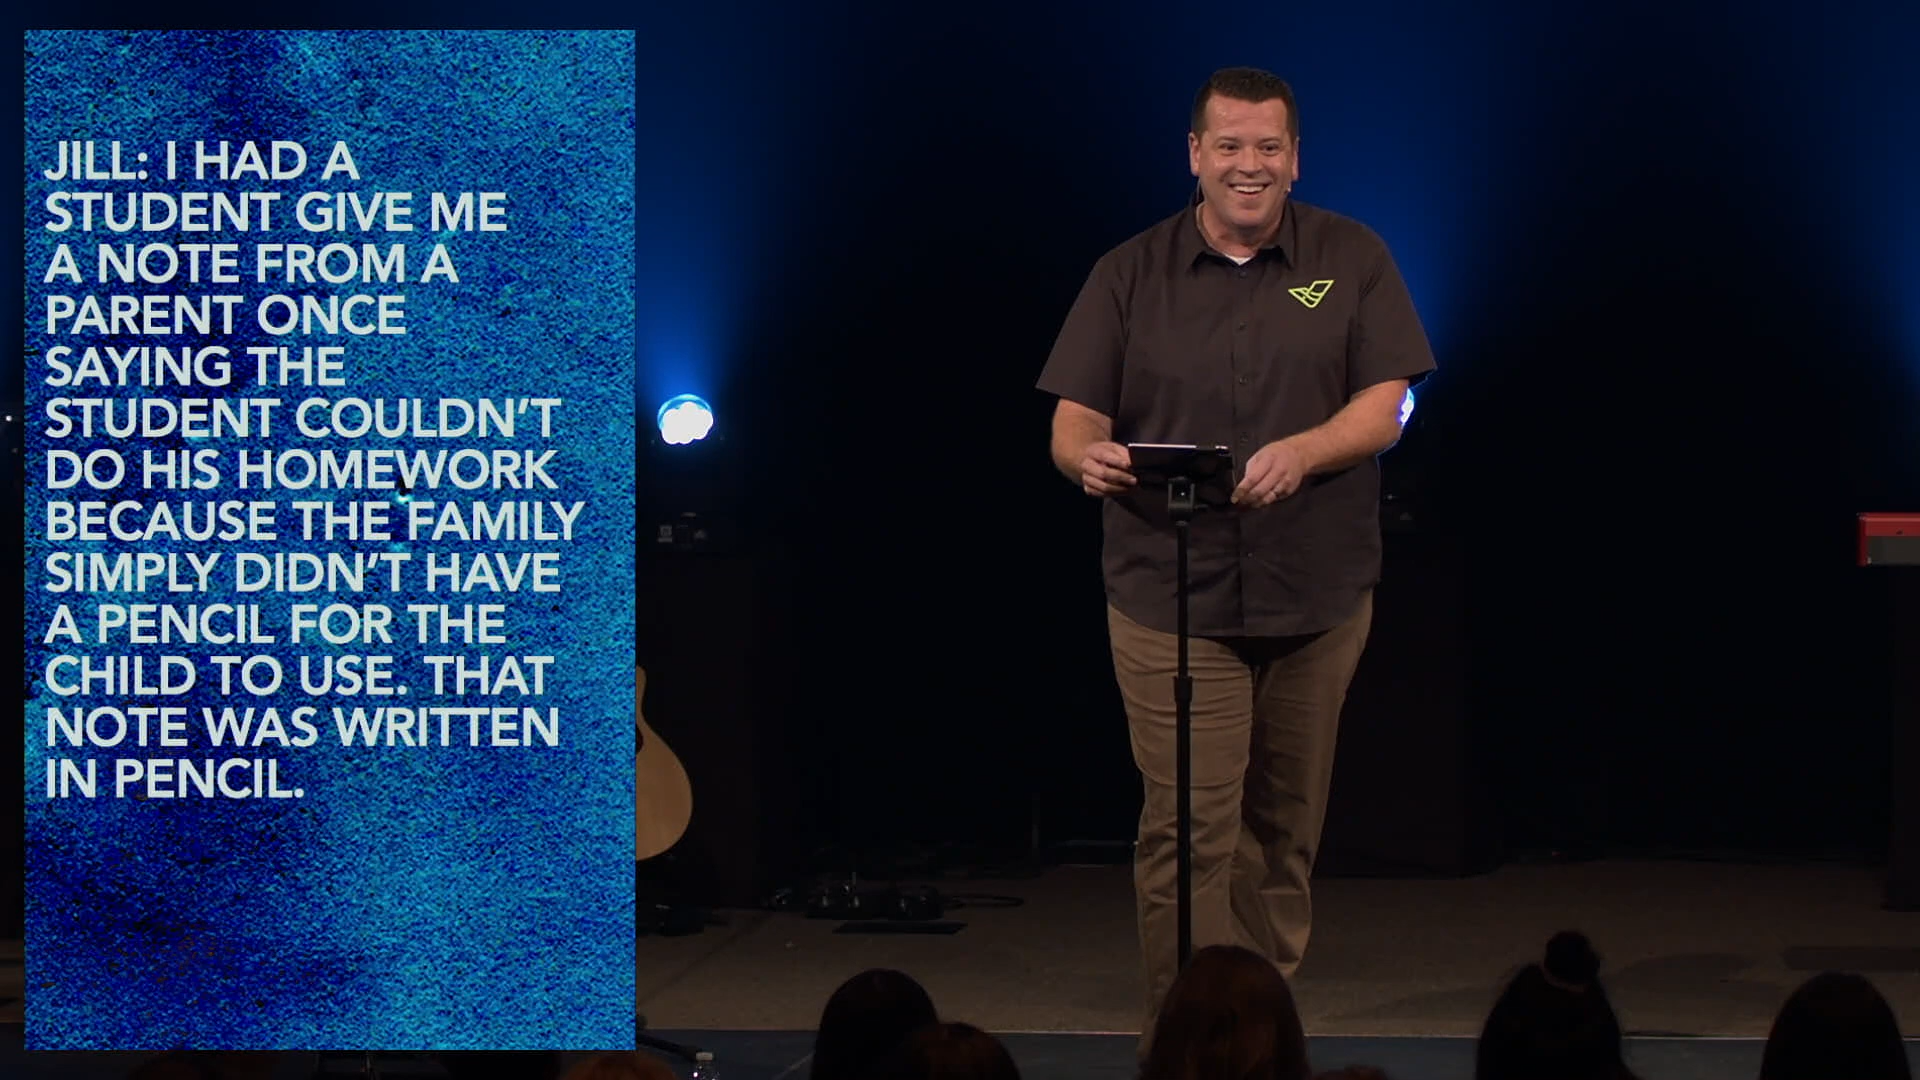 JILL: I HAD A
STUDENT GIVE ME
A NOTE FROM A
PARENT ONCE
SAYING THE
STUDENT COULDN’T
DO HIS HOMEWORK
BECAUSE THE FAMILY
SIMPLY DIDN’T HAVE
A PENCIL FOR THE
CHILD TO USE. THAT
NOTE WAS WRITTEN
IN PENCIL.